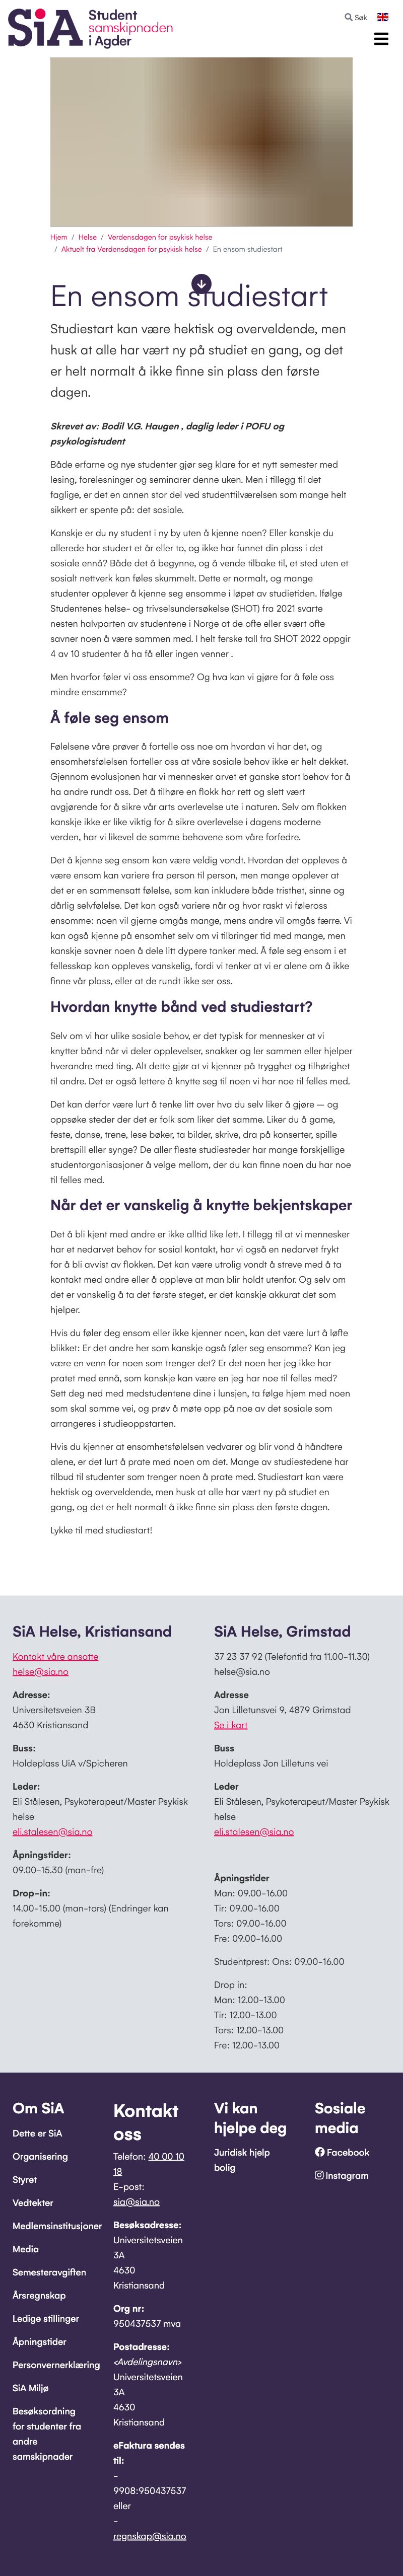 SiA Student
samskipnaden
i Agder
Søk
Hjem / Helse / Verdensdagen for psykisk helse
/ Aktuelt fra Verdensdagen for psykisk helse / En ensom studiestart
En ensom studiestart
Studiestart kan være hektisk og overveldende, men
husk at alle har vært ny på studiet en gang, og det
er helt normalt å ikke finne sin plass den første
dagen.
Skrevet av: Bodil V.G. Haugen , daglig leder i POFU og
psykologistudent
Både erfarne og nye studenter gjør seg klare for et nytt semester med
lesing, forelesninger og seminarer denne uken. Men i tillegg til det
faglige, er det en annen stor del ved studenttilværelsen som mange helt
sikkert er spente på: det sosiale.
Kanskje er du ny student i ny by uten å kjenne noen? Eller kanskje du
allerede har studert et år eller to, og ikke har funnet din plass i det
sosiale ennå? Både det å begynne, og å vende tilbake til, et sted uten et
sosialt nettverk kan føles skummelt. Dette er normalt, og mange
studenter opplever å kjenne seg ensomme i løpet av studietiden. Ifølge
Studentenes helse- og trivselsundersøkelse (SHOT) fra 2021 svarte
nesten halvparten av studentene i Norge at de ofte eller svært ofte
savner noen å være sammen med. I helt ferske tall fra SHOT 2022 oppgir
4 av 10 studenter å ha få eller ingen venner .
Men hvorfor føler vi oss ensomme? Og hva kan vi gjøre for å føle oss
mindre ensomme?
Å føle seg ensom
Følelsene våre prøver å fortelle oss noe om hvordan vi har det, og
ensomhetsfølelsen forteller oss at våre sosiale behov ikke er helt dekket.
Gjennom evolusjonen har vi mennesker arvet et ganske stort behov for å
ha andre rundt oss. Det å tilhøre en flokk har rett og slett vært
avgjørende for å sikre vår arts overlevelse ute i naturen. Selv om flokken
kanskje ikke er like viktig for å sikre overlevelse i dagens moderne
verden, har vi likevel de samme behovene som våre forfedre.
Det å kjenne seg ensom kan være veldig vondt. Hvordan det oppleves å
være ensom kan variere fra person til person, men mange opplever at
det er en sammensatt følelse, som kan inkludere både tristhet, sinne og
dårlig selvfølelse. Det kan også variere når og hvor raskt vi føleross
ensomme: noen vil gjerne omgås mange, mens andre vil omgås færre. Vi
kan også kjenne på ensomhet selv om vi tilbringer tid med mange, men
kanskje savner noen å dele litt dypere tanker med. Å føle seg ensom i et
fellesskap kan oppleves vanskelig, fordi vi tenker at vi er alene om å ikke
finne vår plass, eller at de rundt ikke ser oss.
Hvordan knytte bånd ved studiestart?
Selv om vi har ulike sosiale behov, er det typisk for mennesker at vi
knytter bånd når vi deler opplevelser, snakker og ler sammen eller hjelper
hverandre med ting. Alt dette gjør at vi kjenner på trygghet og tilhørighet
til andre. Det er også lettere å knytte seg til noen vi har noe til felles med.
Det kan derfor være lurt å tenke litt over hva du selv liker å gjøre – og
oppsøke steder der det er folk som liker det samme. Liker du å game,
feste, danse, trene, lese bøker, ta bilder, skrive, dra på konserter, spille
brettspill eller synge? De aller fleste studiesteder har mange forskjellige
studentorganisasjoner å velge mellom, der du kan finne noen du har noe
til felles med.
Når det er vanskelig å knytte bekjentskaper
Det å bli kjent med andre er ikke alltid like lett. I tillegg til at vi mennesker
har et nedarvet behov for sosial kontakt, har vi også en nedarvet frykt
for å bli avvist av flokken. Det kan være utrolig vondt å streve med å ta
kontakt med andre eller å oppleve at man blir holdt utenfor. Og selv om
det er vanskelig å ta det første steget, er det kanskje akkurat det som
hjelper.
Hvis du føler deg ensom eller ikke kjenner noen, kan det være lurt å løfte
blikket: Er det andre her som kanskje også føler seg ensomme? Kan jeg
være en venn for noen som trenger det? Er det noen her jeg ikke har
pratet med ennå, som kanskje kan være en jeg har noe til felles med?
Sett deg ned med medstudentene dine i lunsjen, ta følge hjem med noen
som skal samme vei, og prøv å møte opp på noe av det sosiale som
arrangeres i studieoppstarten.
Hvis du kjenner at ensomhetsfølelsen vedvarer og blir vond å håndtere
alene, er det lurt å prate med noen om det. Mange av studiestedene har
tilbud til studenter som trenger noen å prate med. Studiestart kan være
hektisk og overveldende, men husk at alle har vært ny på studiet en
gang, og det er helt normalt å ikke finne sin plass den første dagen.
Lykke til med studiestart!
SiA Helse, Kristiansand
Kontakt våre ansatte
helse@sia.no
Adresse:
Universitetsveien 3B
4630 Kristiansand
Buss:
Holdeplass UiA v/Spicheren
Leder:
Eli Stålesen, Psykoterapeut/Master Psykisk
helse
eli.stalesen@sia.no
Åpningstider:
09.00-15.30 (man-fre)
Drop-in:
14.00-15.00 (man-tors) (Endringer kan
forekomme)
SiA Helse, Grimstad
37 23 37 92 (Telefontid fra 11.00-11.30)
helse@sia.no
Adresse
Jon Lilletunsvei 9, 4879 Grimstad
Se i kart
Buss
Holdeplass Jon Lilletuns vei
Leder
Eli Stålesen, Psykoterapeut/Master Psykisk
helse
eli.stalesen@sia.no
Åpningstider
Man: 09.00-16.00
Tir: 09.00-16.00
Tors: 09.00-16.00
Fre: 09.00-16.00
Studentprest: Ons: 09.00-16.00
Drop in:
Man: 12.00-13.00
Tir: 12.00-13.00
Tors: 12.00-13.00
Fre: 12.00-13.00
Om SiA
Dette er SiA
Organisering
Styret
Vedtekter
Medlemsinstitusjoner
Media
Semesteravgiften
Årsregnskap
Ledige stillinger
Åpningstider
Personvernerklæring
SiA Miljø
Besøksordning
for studenter fra
andre
samskipnader
Kontakt
oss
Telefon: 40 00 10
18
E-post:
sia@sia.no
Besøksadresse:
Universitetsveien
3A
4630
Kristiansand
Org nr:
950437537 mva
Postadresse:
<Avdelingsnavn>
Universitetsveien
3A
4630
Kristiansand
eFaktura sendes
til:
-
9908:950437537
eller
-
regnskap@sia.no
Vi kan
hjelpe deg
Juridisk hjelp
bolig
Sosiale
media
Facebook
Instagram